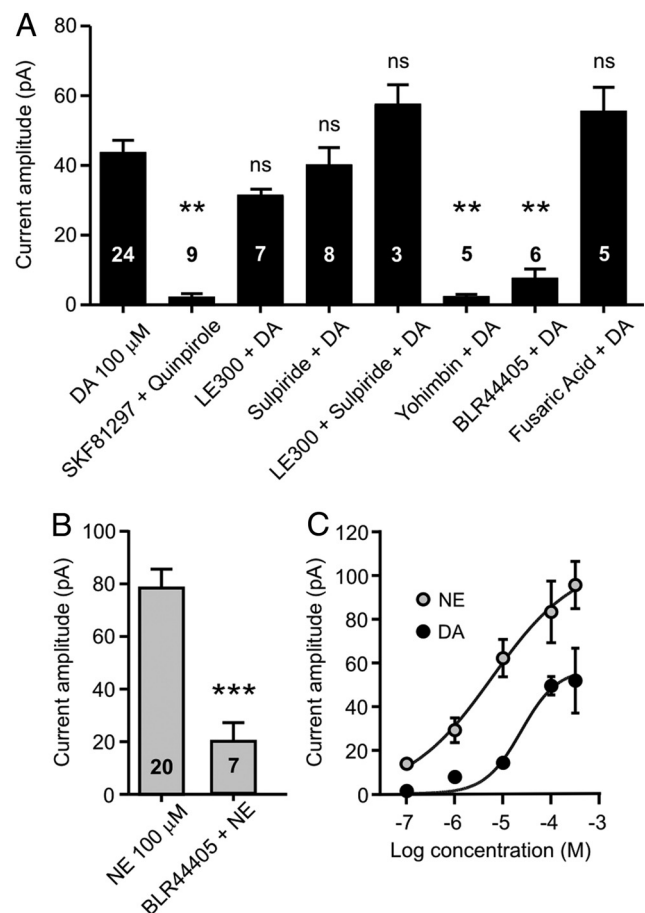 A
Current amplitude (pA)
80
60
40
20
0
**
ns
ns
ns
**
**
ns
24
9
7
8
3
5
6
5
DA 100 μM
SKF81297 + Quinpirole
LE300 + DA
Sulpiride + DA
LE300 + Sulpiride + DA
Yohimbin + DA
BLR44405 + DA
Fusaric Acid + DA
B
Current amplitude (pA)
100
80
60
40
20
0
***
20
7
NE 100 μM
BLR44405 + NE
C
Current amplitude (pA)
120
100
80
60
40
20
0
NE
DA
-7
-6
-5
-4
-3
Log concentration (M)